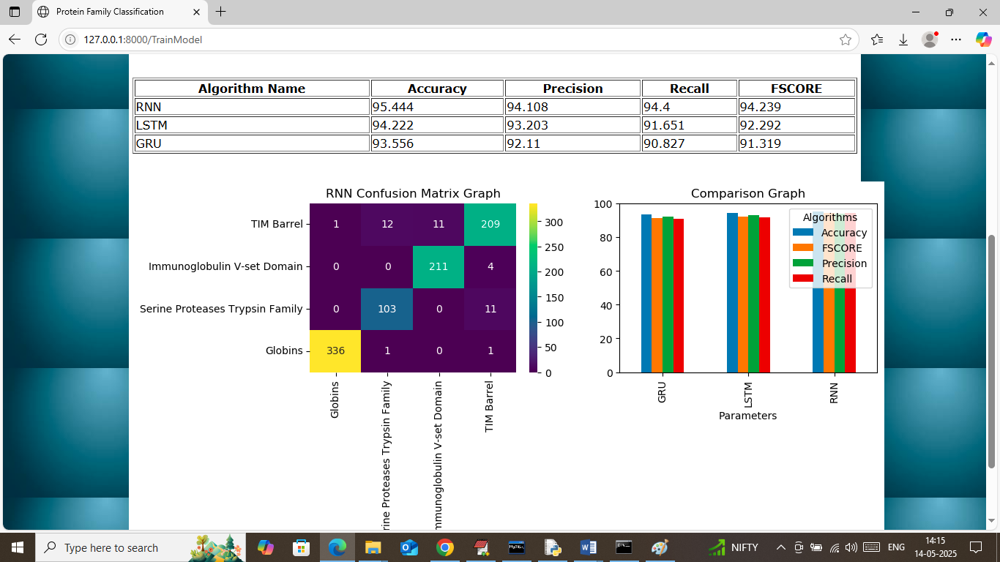 Protein Family Classification
127.0.0.1:8000/TrainModel
Algorithm Name Accuracy Precision Recall FSCORE
RNN 95.444 94.108 94.4 94.239
LSTM 94.222 93.203 91.651 92.292
GRU 93.556 92.11 90.827 91.319
RNN Confusion Matrix Graph
TIM Barrel 1 12 11 209
Immunoglobulin V-set Domain 0 0 211 4
Serine Proteases Trypsin Family 0 103 0 11
Globins 336 1 0 1
Globins
rine Proteases Trypsin Family
mmunoglobulin V-set Domain
TIM Barrel
300
250
200
150
100
50
0
Comparison Graph
100
80
60
40
20
0
Algorithms
Accuracy
FSCORE
Precision
Recall
GRU
LSTM
RNN
Parameters
Type here to search
NIFTY
ENG
14:15
14-05-2025